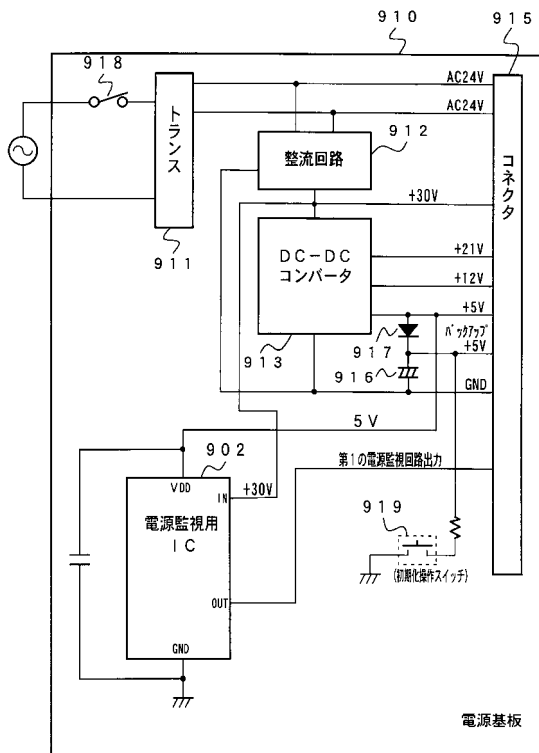 910
915
918
AC24V
AC24V
トランス
912
整流回路
コネクタ
+30V
911
DC−DC
コンバータ
+21V
+12V
+5V
917
バックアップ
+5V
913
916
GND
5V
902
第1の電源監視回路出力
VDD
IN
+30V
919
電源監視用
IC
(初期化操作スイッチ)
OUT
GND
電源基板